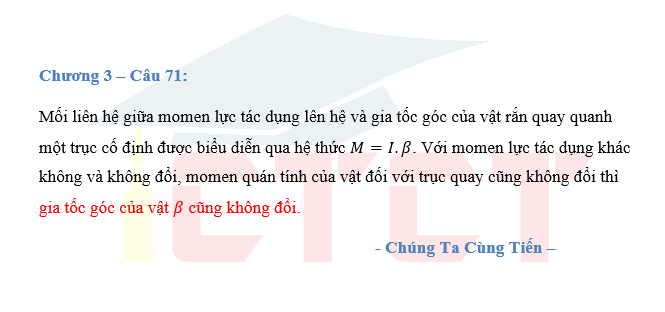 Chương 3 – Câu 71:
Mối liên hệ giữa momen lực tác dụng lên hệ và gia tốc góc của vật rắn quay quanh
một trục cố định được biểu diễn qua hệ thức M = I. β. Với momen lực tác dụng khác
không và không đổi, momen quán tính của vật đối với trục quay cũng không đổi thì
gia tốc góc của vật β cũng không đổi.
- Chúng Ta Cùng Tiến –
CTCT